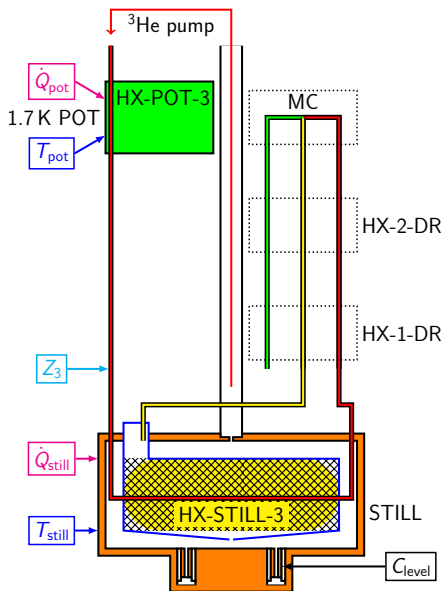 ³He pump
Q̇pot
HX-POT-3
MC
1.7 K POT
Tpot
HX-2-DR
HX-1-DR
Z₃
Q̇still
HX-STILL-3
STILL
Tstill
Clevel